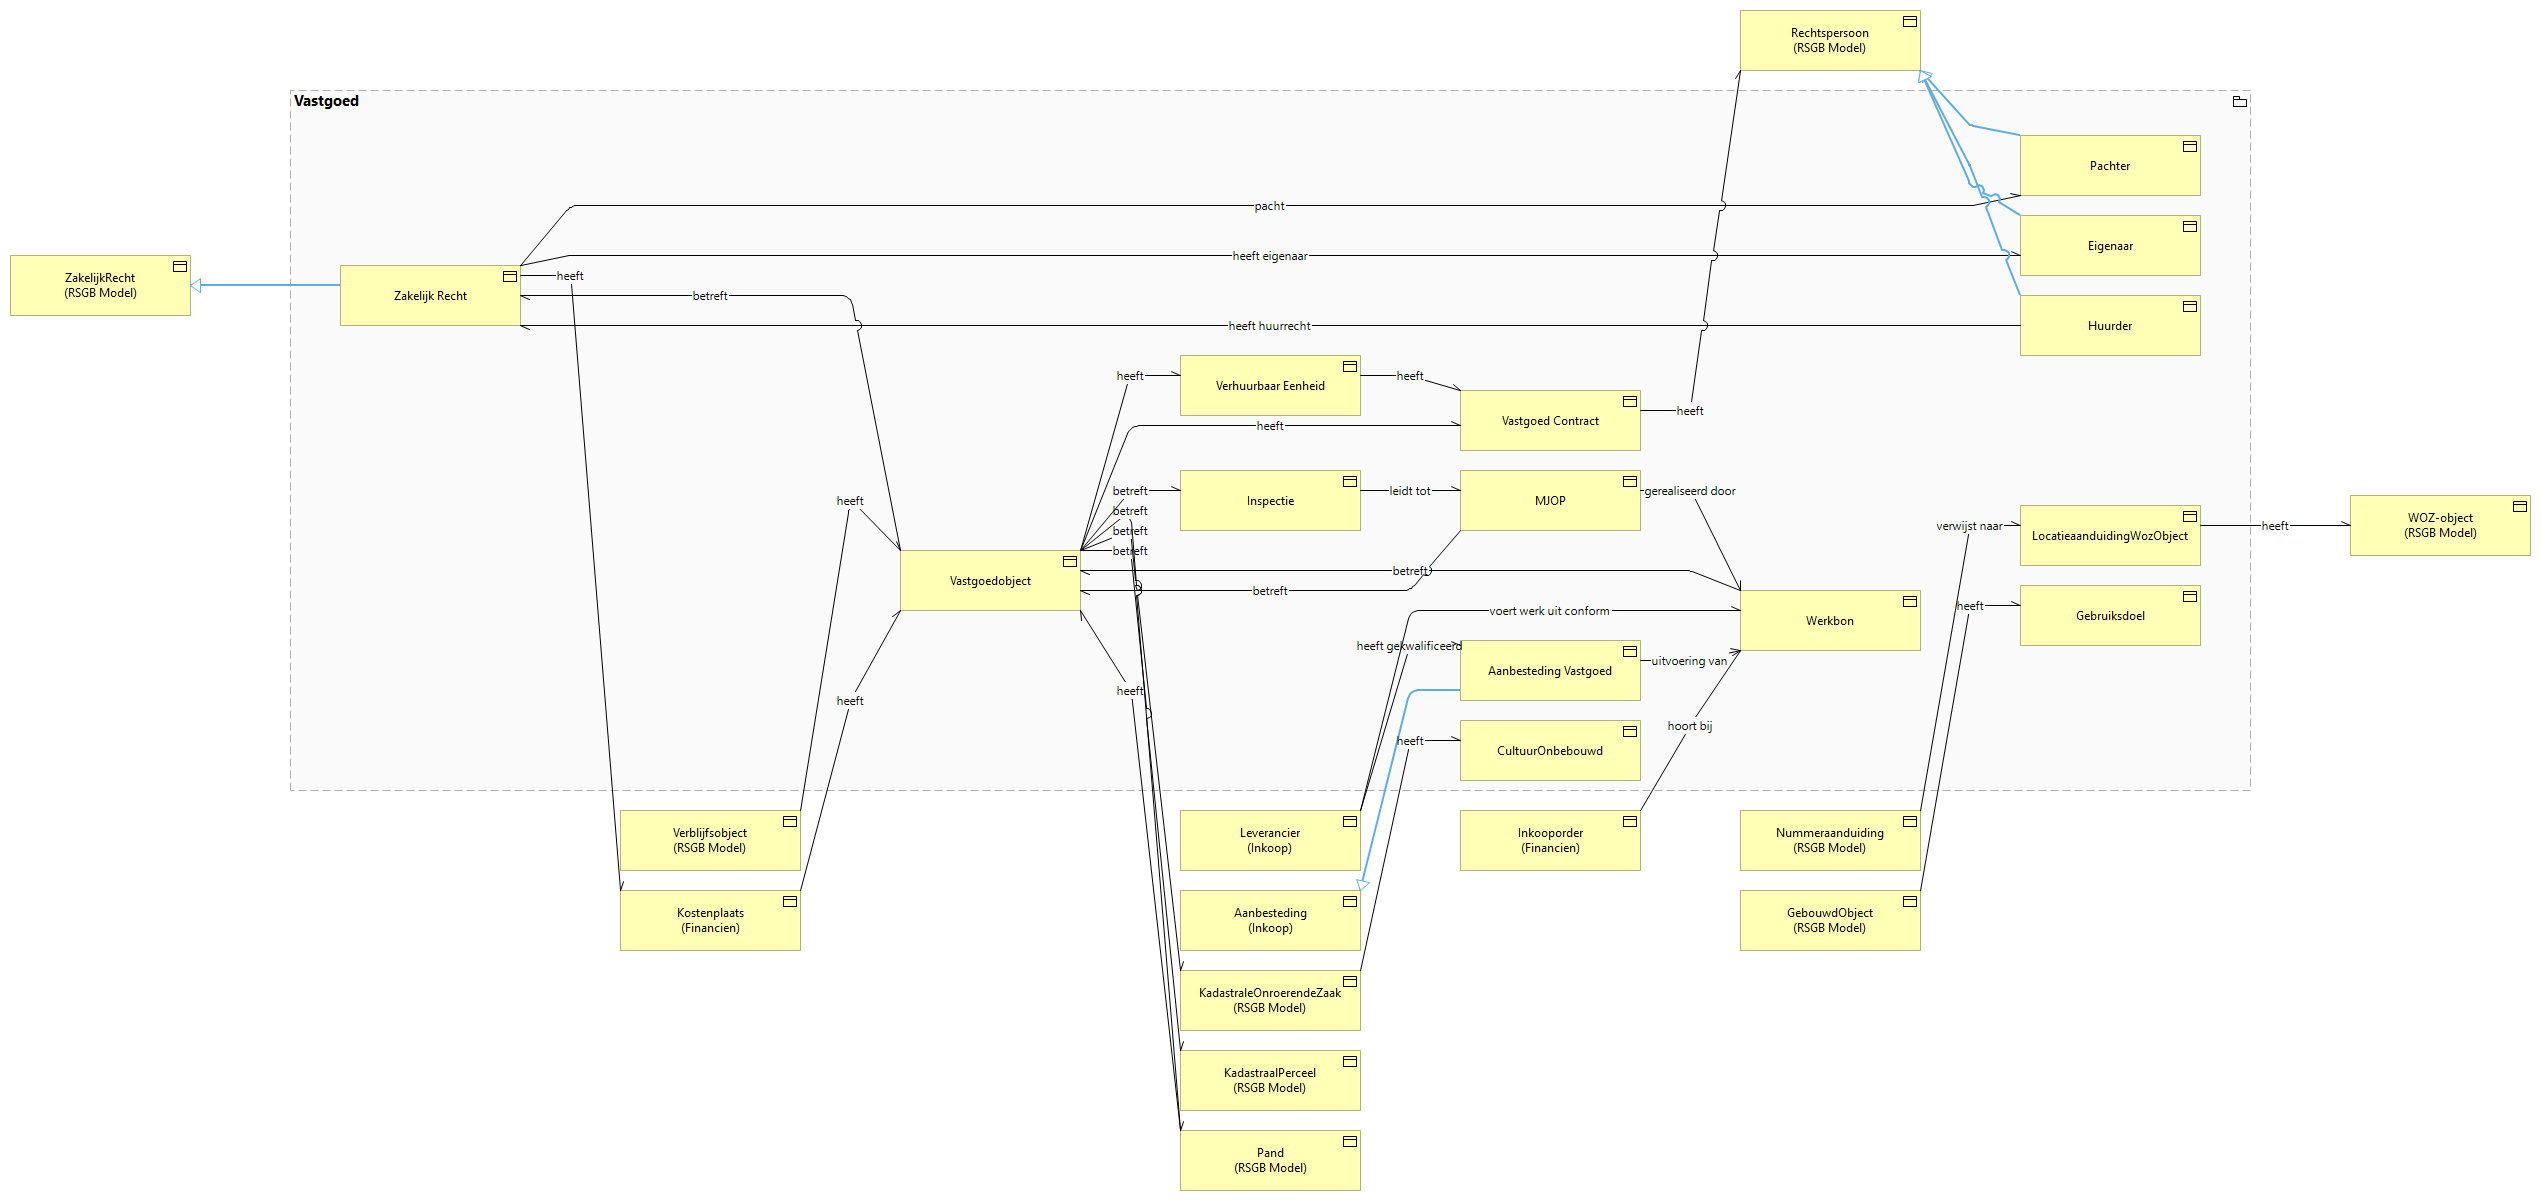 Rechtspersoon
(RSGB Model)
Vastgoed
Pachter
pacht
Eigenaar
heeft eigenaar
ZakelijkRecht
(RSGB Model)
Zakelijk Recht
heeft
betreft
heeft huurrecht
Huurder
heeft
Verhuurbaar Eenheid
heeft
Vastgoed Contract
heeft
heeft
heeft
betreft
Inspectie
leidt tot
MJOP
gerealiseerd door
betreft
betreft
betreft
verwijst naar
LocatieaanduidingWozObject
heeft
WOZ-object
(RSGB Model)
Vastgoedobject
betreft
betreft
voert werk uit conform
Werkbon
heeft
Gebruiksdoel
heeft gekwalificeerd
Aanbesteding Vastgoed
uitvoering van
heeft
heeft
hoort bij
heeft
CultuurOnbebouwd
Verblijfsobject
(RSGB Model)
Leverancier
(Inkoop)
Inkooporder
(Financien)
Nummeraanduiding
(RSGB Model)
Kostenplaats
(Financien)
Aanbesteding
(Inkoop)
GebouwdObject
(RSGB Model)
KadastraleOnroerendeZaak
(RSGB Model)
KadastraalPerceel
(RSGB Model)
Pand
(RSGB Model)